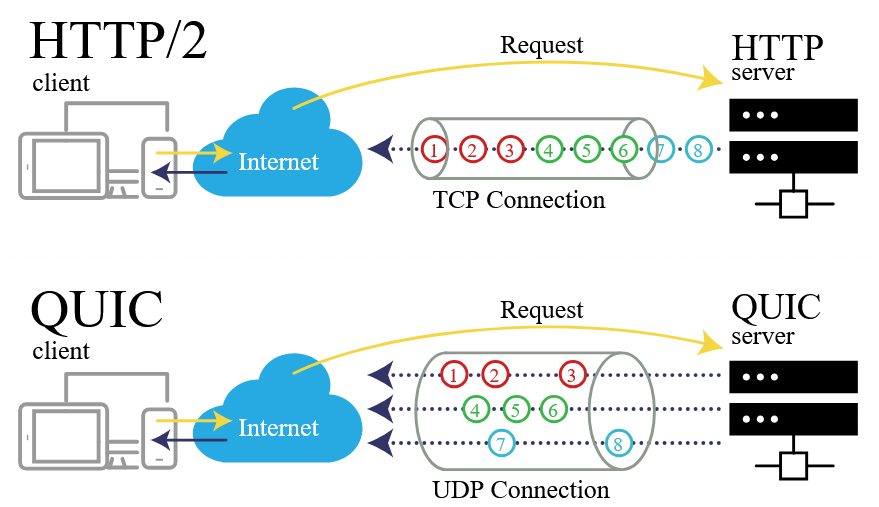 HTTP/2
client
Request
HTTP
server
Internet
1 2 3 4 5 6 7 8
TCP Connection
QUIC
client
Request
QUIC
server
Internet
1 2 3
4 5 6
7 8
UDP Connection